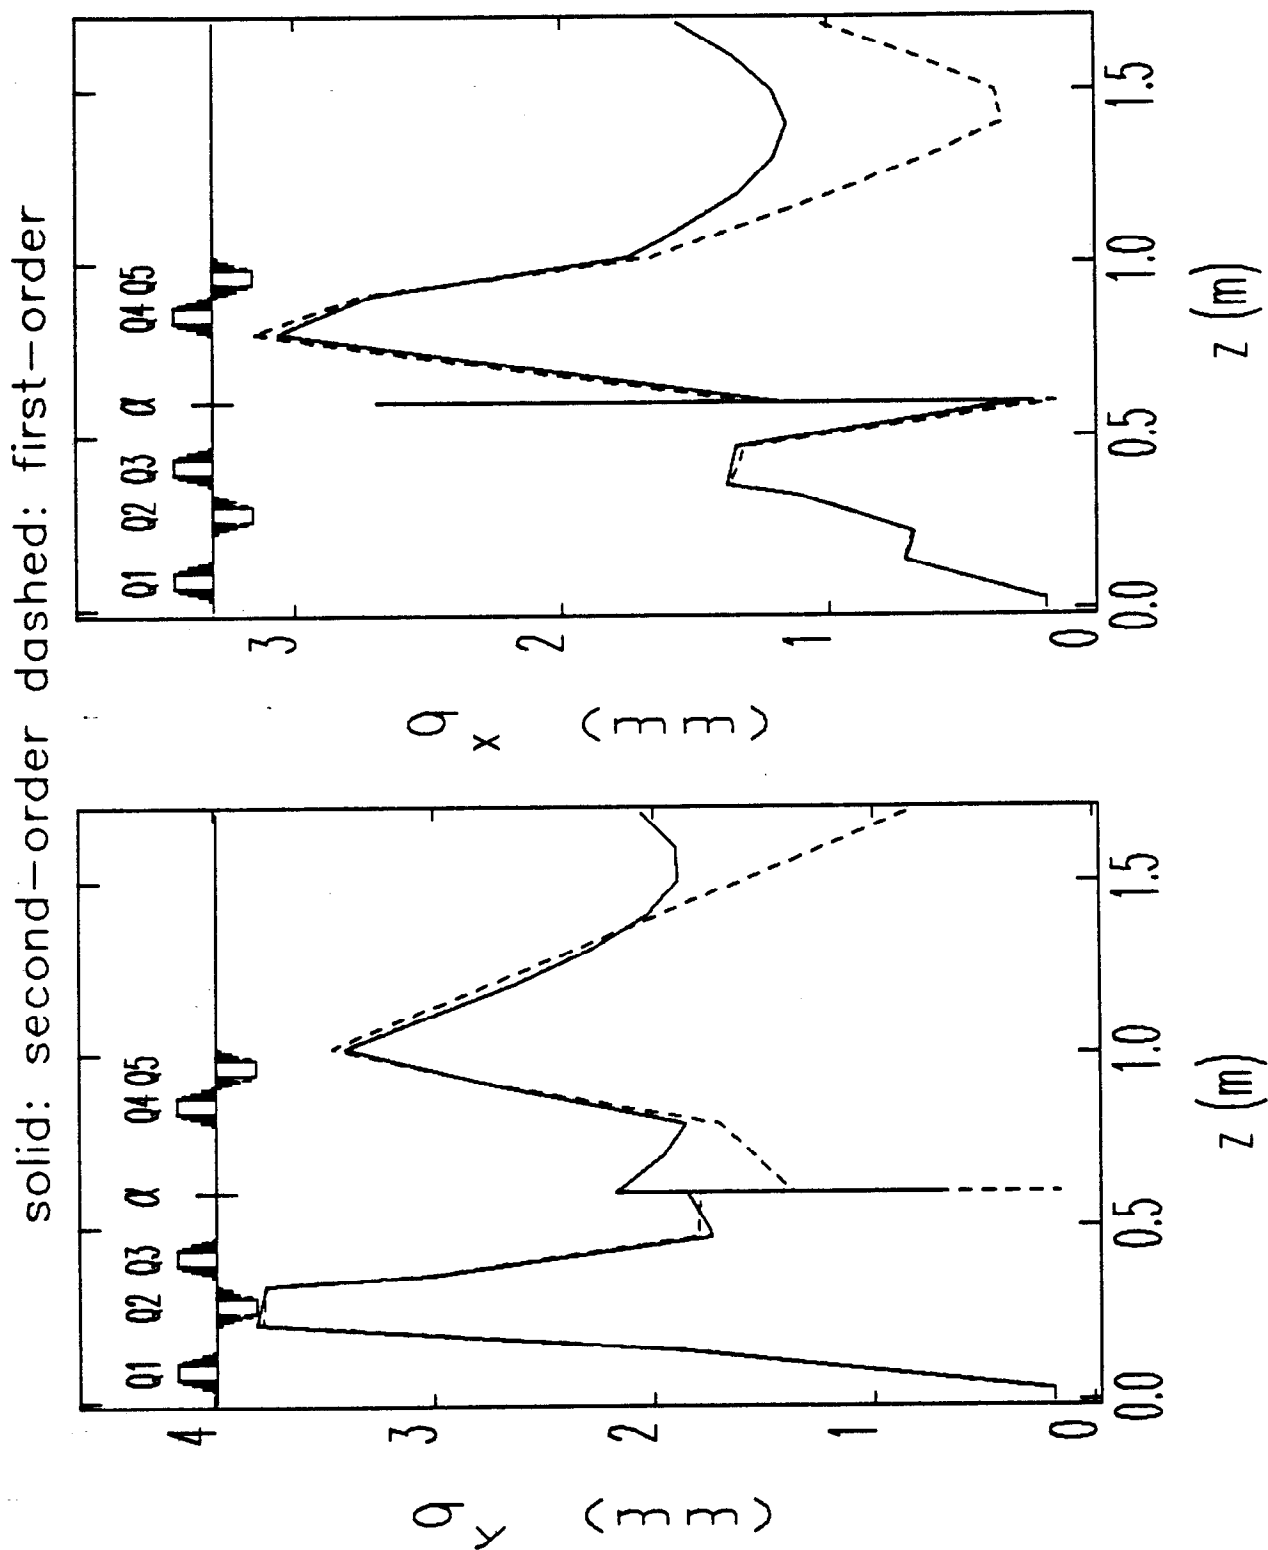 solid: second-order dashed: first-order
Q1 Q2 Q3 α Q4 Q5
4
3
2
1
0
σy (mm)
0.0 0.5 1.0 1.5
z (m)
Q1 Q2 Q3 α Q4 Q5
3
2
1
0
σx (mm)
0.0 0.5 1.0 1.5
z (m)